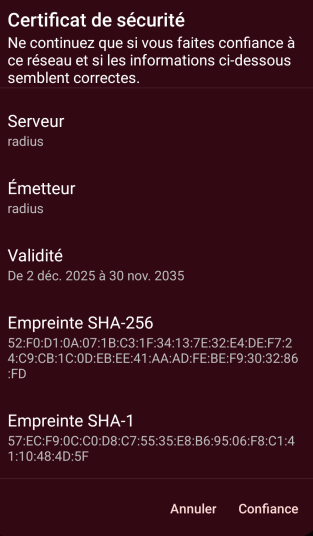 Certificat de sécurité
Ne continuez que si vous faites confiance à
ce réseau et si les informations ci-dessous
semblent correctes.
Serveur
radius
Émetteur
radius
Validité
De 2 déc. 2025 à 30 nov. 2035
Empreinte SHA-256
52:F0:D1:0A:07:1B:C3:1F:34:13:7E:32:E4:DE:F7:2
4:C9:CB:1C:0D:EB:EE:41:AA:AD:FE:BE:F9:30:32:86
:FD
Empreinte SHA-1
57:EC:F9:0C:C0:D8:C7:55:35:E8:B6:95:06:F8:C1:4
1:10:48:4D:5F
Annuler Confiance